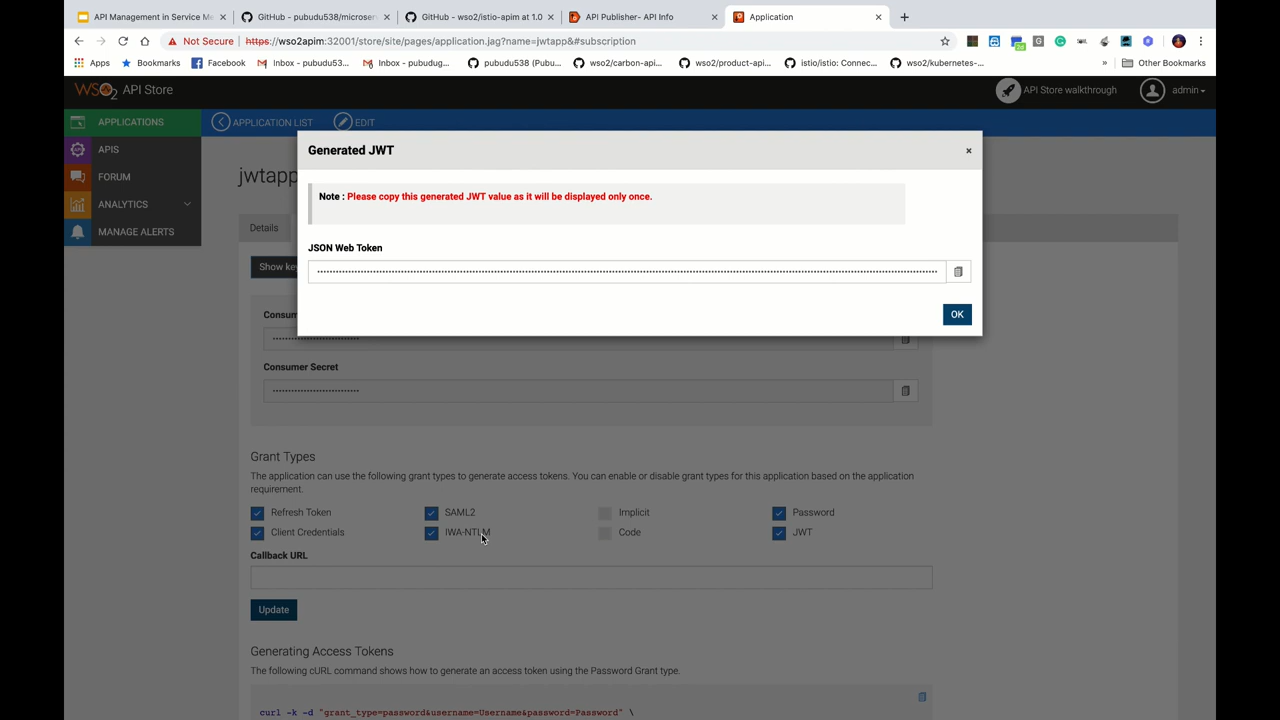 API Management in Service Me
GitHub - pubudu538/microser
GitHub - wso2/istio-apim at 1.0
API Publisher- API Info
Application
Not Secure
https://wso2apim:32001/store/site/pages/application.jag?name=jwtapp&#subscription
Apps
Bookmarks
Facebook
Inbox - pubudu53...
Inbox - pubudug...
pubudu538 (Pubu...
wso2/carbon-api...
wso2/product-api...
istio/istio: Connec...
wso2/kubernetes-...
»
Other Bookmarks
WSO2 API Store
API Store walkthrough
admin
APPLICATIONS
APPLICATION LIST
EDIT
APIS
FORUM
ANALYTICS
MANAGE ALERTS
jwtapp
Details
Generated JWT
×
Note : Please copy this generated JWT value as it will be displayed only once.
JSON Web Token
OK
Show ke
Consum
Consumer Secret
Grant Types
The application can use the following grant types to generate access tokens. You can enable or disable grant types for this application based on the application
requirement.
Refresh Token
SAML2
Implicit
Password
Client Credentials
IWA-NTLM
Code
JWT
Callback URL
Update
Generating Access Tokens
The following cURL command shows how to generate an access token using the Password Grant type.
curl -k -d "grant_type=password&username=Username&password=Password" \